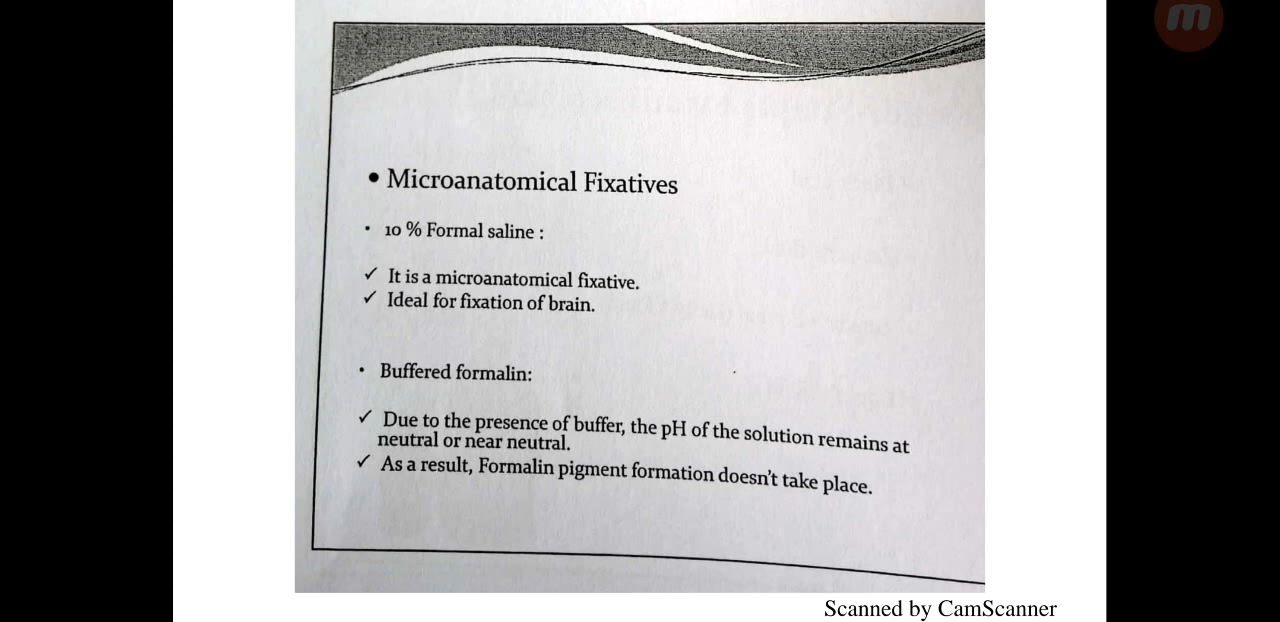 • Microanatomical Fixatives
• 10 % Formal saline :
✓ It is a microanatomical fixative.
✓ Ideal for fixation of brain.
• Buffered formalin:
✓ Due to the presence of buffer, the pH of the solution remains at
neutral or near neutral.
✓ As a result, Formalin pigment formation doesn't take place.
Scanned by CamScanner